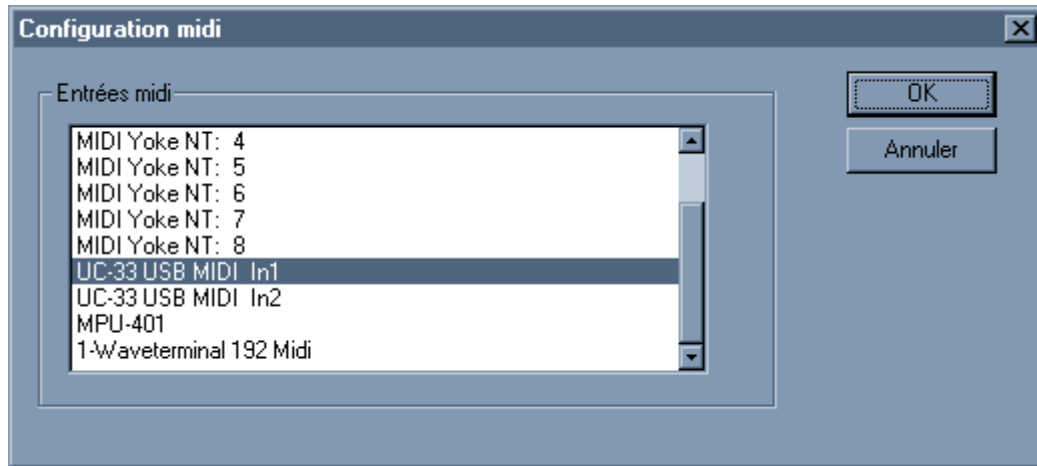 Configuration midi
Entrées midi
OK
Annuler
MIDI Yoke NT:  4
MIDI Yoke NT:  5
MIDI Yoke NT:  6
MIDI Yoke NT:  7
MIDI Yoke NT:  8
UC-33 USB MIDI  In1
UC-33 USB MIDI  In2
MPU-401
1-Waveterminal 192 Midi